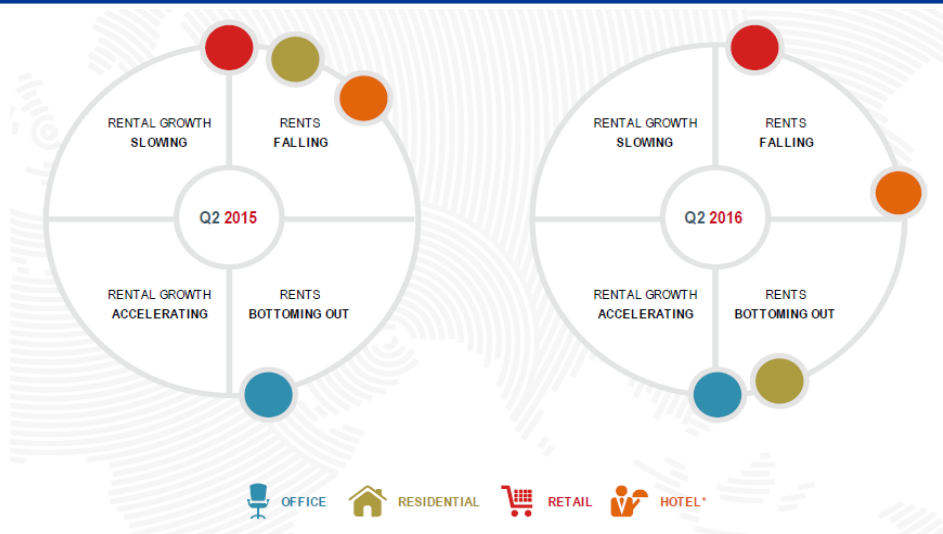 RENTAL GROWTH
SLOWING
RENTS
FALLING
Q2 2015
RENTAL GROWTH
ACCELERATING
RENTS
BOTTOMING OUT
RENTAL GROWTH
SLOWING
RENTS
FALLING
Q2 2016
RENTAL GROWTH
ACCELERATING
RENTS
BOTTOMING OUT
OFFICE
RESIDENTIAL
RETAIL
HOTEL*